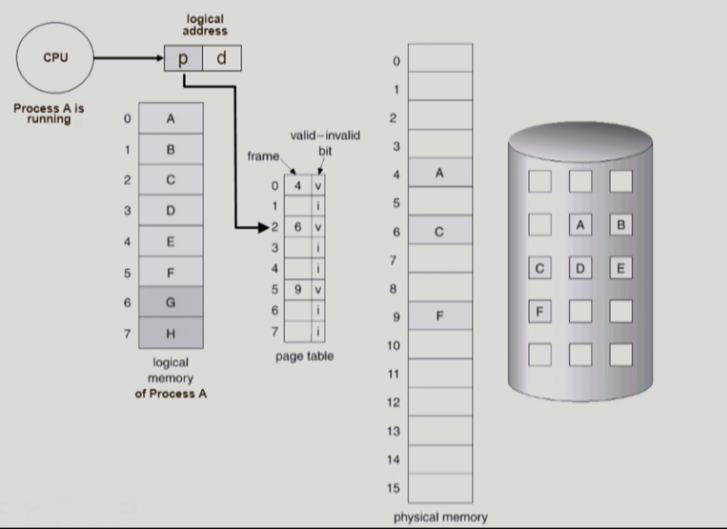 logical
address
CPU
p d
Process A is
running
0 A
1 B
2 C
3 D
4 E
5 F
6 G
7 H
logical
memory
of Process A
valid–invalid
bit
frame
0 4 v
1 i
2 6 v
3 i
4 i
5 9 v
6 i
7 i
page table
0
1
2
3
4 A
5
6 C
7
8
9 F
10
11
12
13
14
15
physical memory
A B
C D E
F